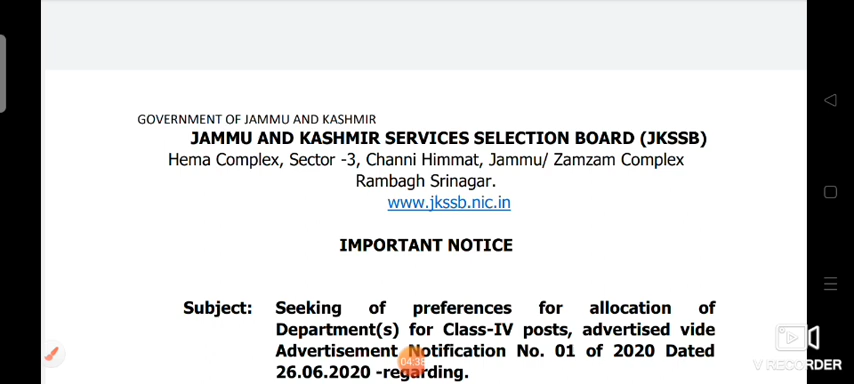 GOVERNMENT OF JAMMU AND KASHMIR
JAMMU AND KASHMIR SERVICES SELECTION BOARD (JKSSB)
Hema Complex, Sector -3, Channi Himmat, Jammu/ Zamzam Complex
Rambagh Srinagar.
www.jkssb.nic.in
IMPORTANT NOTICE
Subject: Seeking of preferences for allocation of
Department(s) for Class-IV posts, advertised vide
Advertisement Notification No. 01 of 2020 Dated
26.06.2020 -regarding.
04:38
V RECORDER